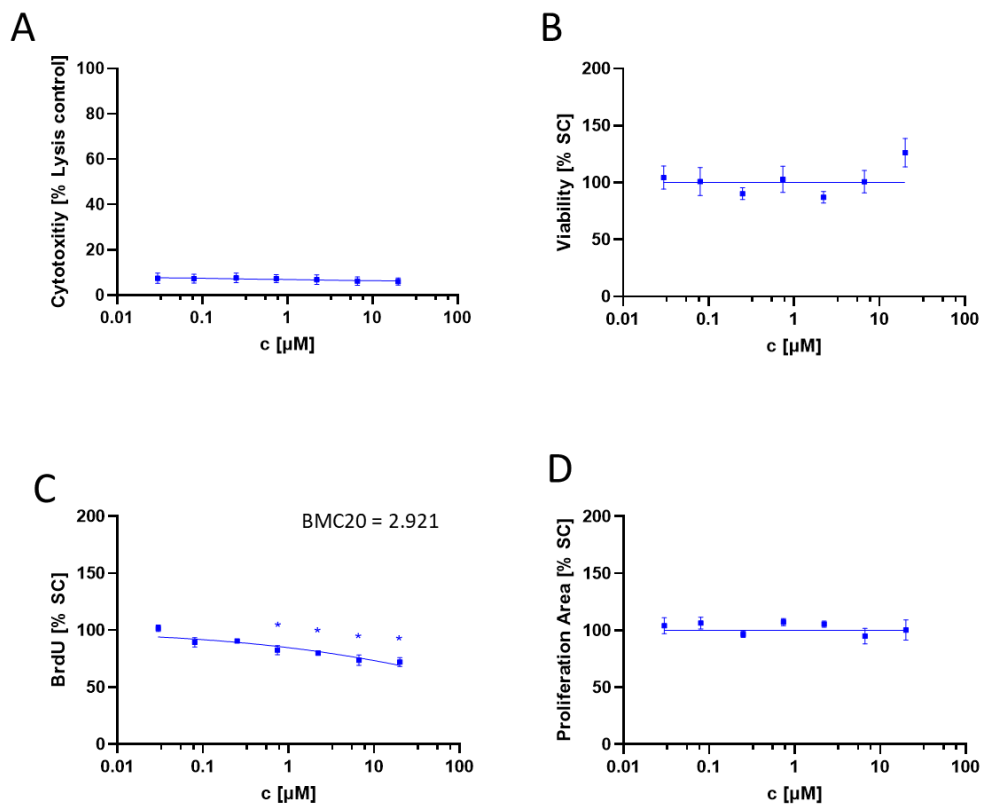 A
Cytotoxitiy [% Lysis control]
100
80
60
40
20
0
0.01
0.1
1
10
100
c [µM]
B
Viability [% SC]
200
150
100
50
0
0.01
0.1
1
10
100
c [µM]
C
BMC20 = 2.921
BrdU [% SC]
200
150
100
50
0
* * * *
0.01
0.1
1
10
100
c [µM]
D
Proliferation Area [% SC]
200
150
100
50
0
0.01
0.1
1
10
100
c [µM]